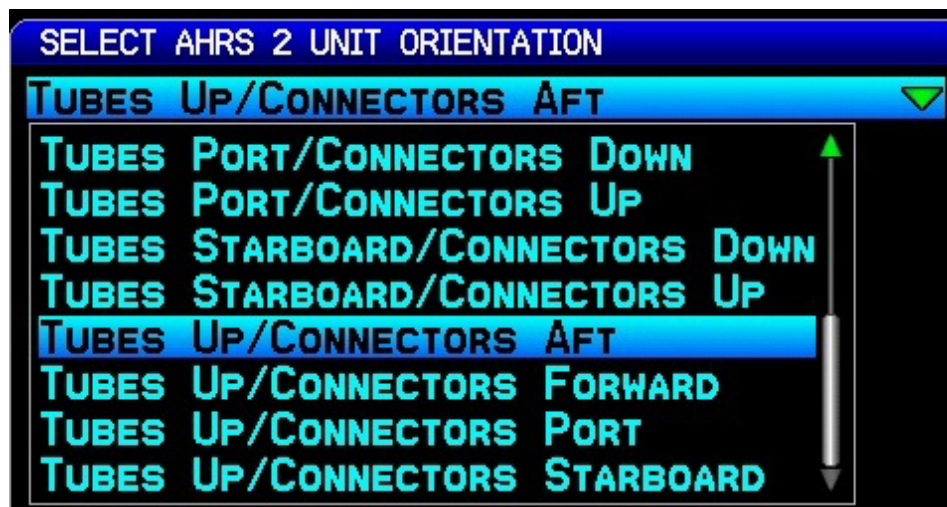 SELECT AHRS 2 UNIT ORIENTATION
TUBES UP/CONNECTORS AFT
TUBES PORT/CONNECTORS DOWN
TUBES PORT/CONNECTORS UP
TUBES STARBOARD/CONNECTORS DOWN
TUBES STARBOARD/CONNECTORS UP
TUBES UP/CONNECTORS AFT
TUBES UP/CONNECTORS FORWARD
TUBES UP/CONNECTORS PORT
TUBES UP/CONNECTORS STARBOARD